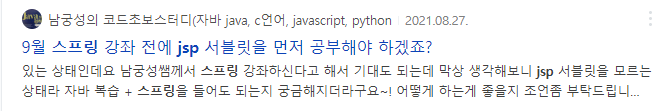 남궁성의 코드초보스터디(자바 java, c언어, javascript, python 2021.08.27.
9월 스프링 강좌 전에 jsp 서블릿을 먼저 공부해야 하겠죠?
있는 상태인데요 남궁성쌤께서 스프링 강좌하신다고 해서 기대도 되는데 막상 생각해보니 jsp 서블릿을 모르는
상태라 자바 복습 + 스프링을 들어도 되는지 궁금해지더라구요~! 어떻게 하는게 좋을지 조언좀 부탁드립니...